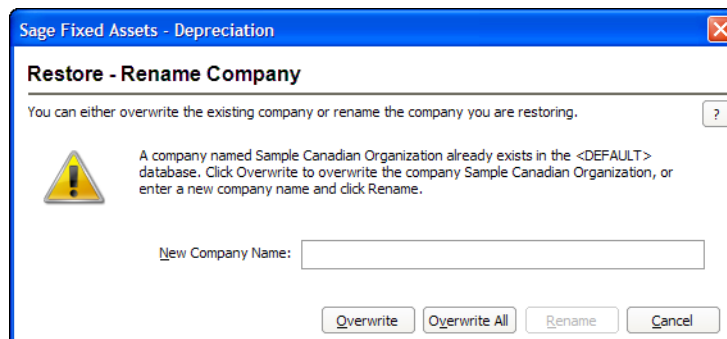 Sage Fixed Assets - Depreciation
Restore - Rename Company
You can either overwrite the existing company or rename the company you are restoring.
?
A company named Sample Canadian Organization already exists in the <DEFAULT>
database. Click Overwrite to overwrite the company Sample Canadian Organization, or
enter a new company name and click Rename.
New Company Name:
Overwrite Overwrite All Rename Cancel